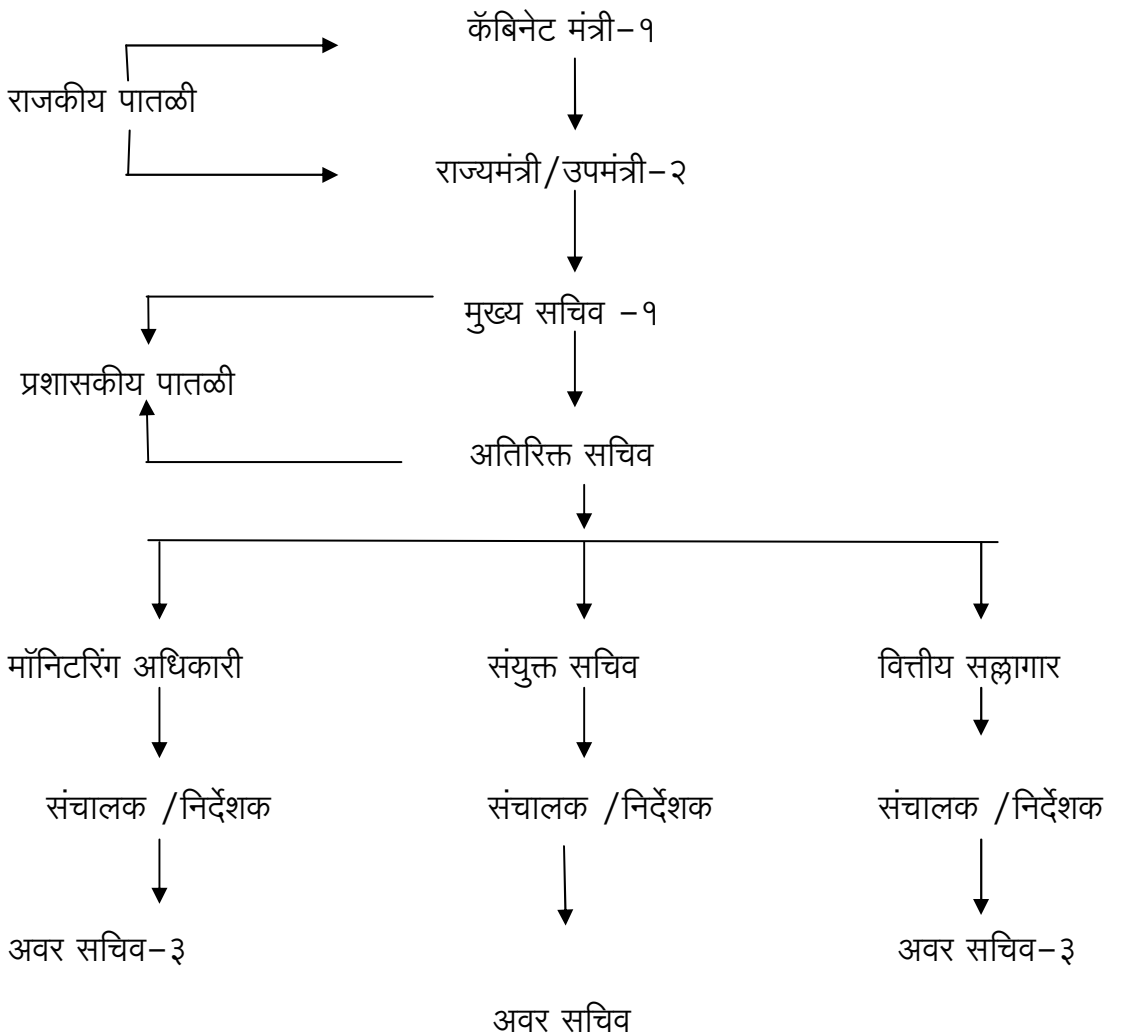 कॅबिनेट मंत्री–१
राजकीय पातळी
राज्यमंत्री/उपमंत्री–२
मुख्य सचिव –१
प्रशासकीय पातळी
अतिरिक्त सचिव
मॉनिटरिंग अधिकारी संयुक्त सचिव वित्तीय सल्लागार
संचालक /निर्देशक संचालक /निर्देशक संचालक /निर्देशक
अवर सचिव–३ अवर सचिव–३
अवर सचिव